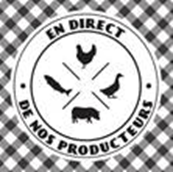 EN DIRECT
DE NOS PRODUCTEURS